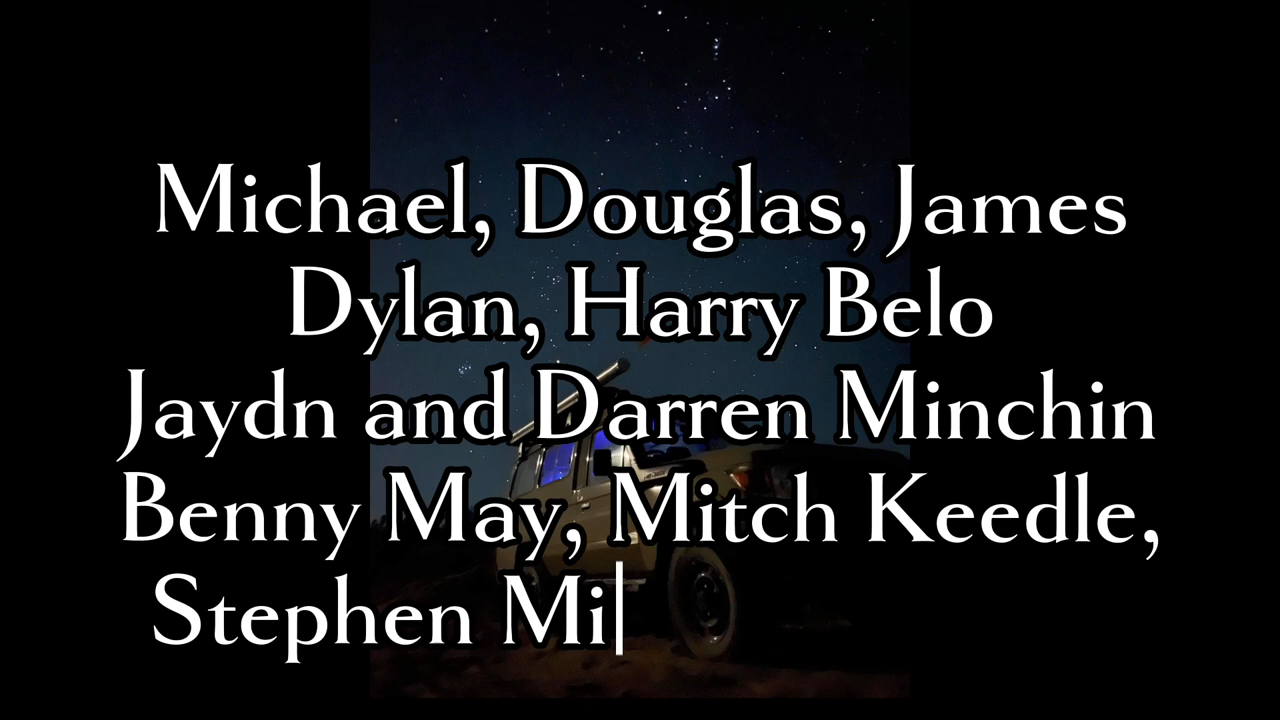 Michael, Douglas, James
Dylan, Harry Belo
Jaydn and Darren Minchin
Benny May, Mitch Keedle,
Stephen Mi